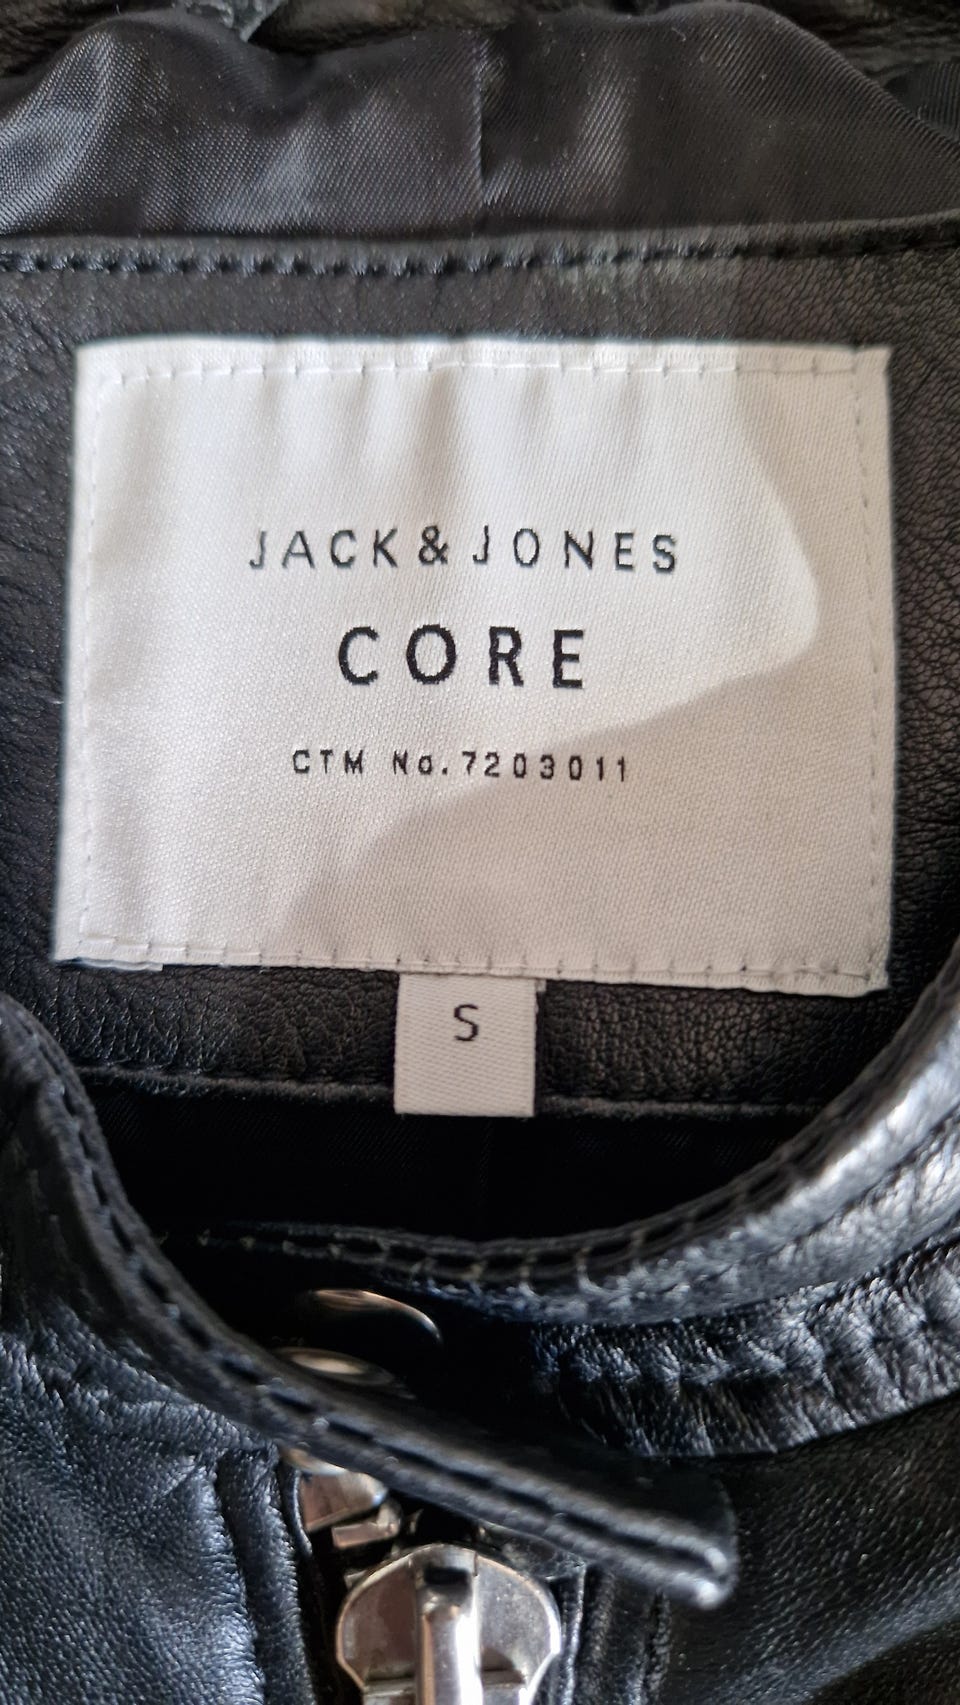 JACK & JONES
CORE
CTM No. 7203011
S